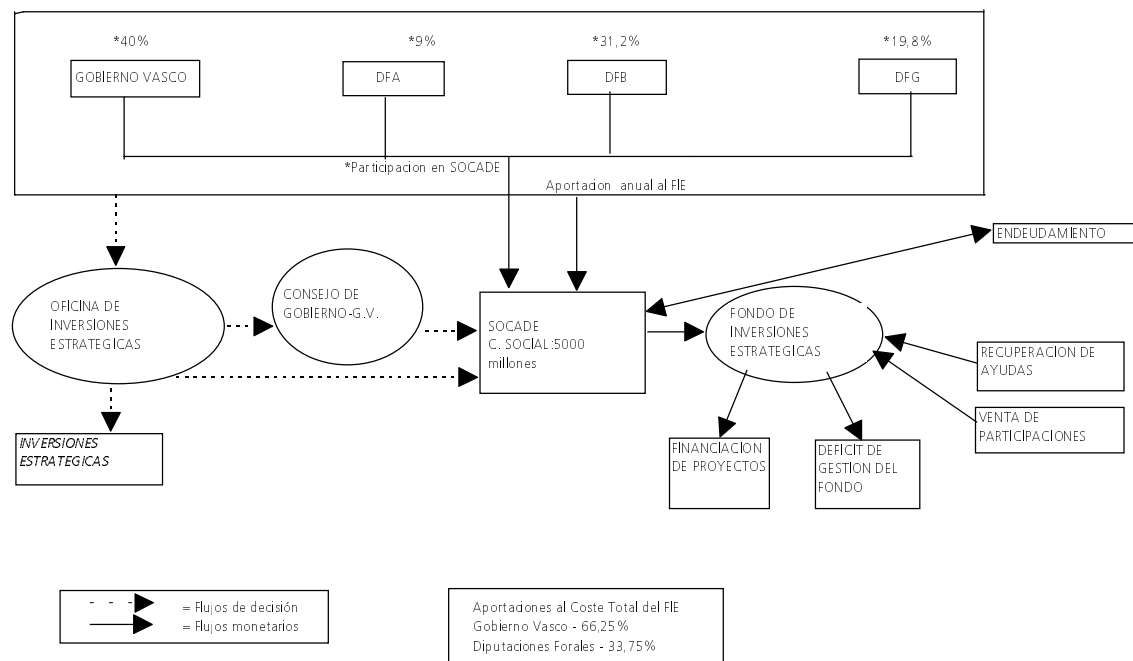 *40%
*9%
*31,2%
*19,8%
GOBIERNO VASCO
DFA
DFB
DFG
*Participacion en SOCADE
Aportacion anual al FIE
ENDEUDAMIENTO
OFICINA DE
INVERSIONES
ESTRATEGICAS
CONSEJO DE
GOBIERNO-G.V.
SOCADE
C. SOCIAL:5000
millones
FONDO DE
INVERSIONES
ESTRATEGICAS
RECUPERACION DE
AYUDAS
VENTA DE
PARTICIPACIONES
INVERSIONES
ESTRATEGICAS
FINANCIACION
DE PROYECTOS
DEFICIT DE
GESTION DEL
FONDO
= Flujos de decisión
= Flujos monetarios
Aportaciones al Coste Total del FIE
Gobierno Vasco - 66,25%
Diputaciones Forales - 33,75%